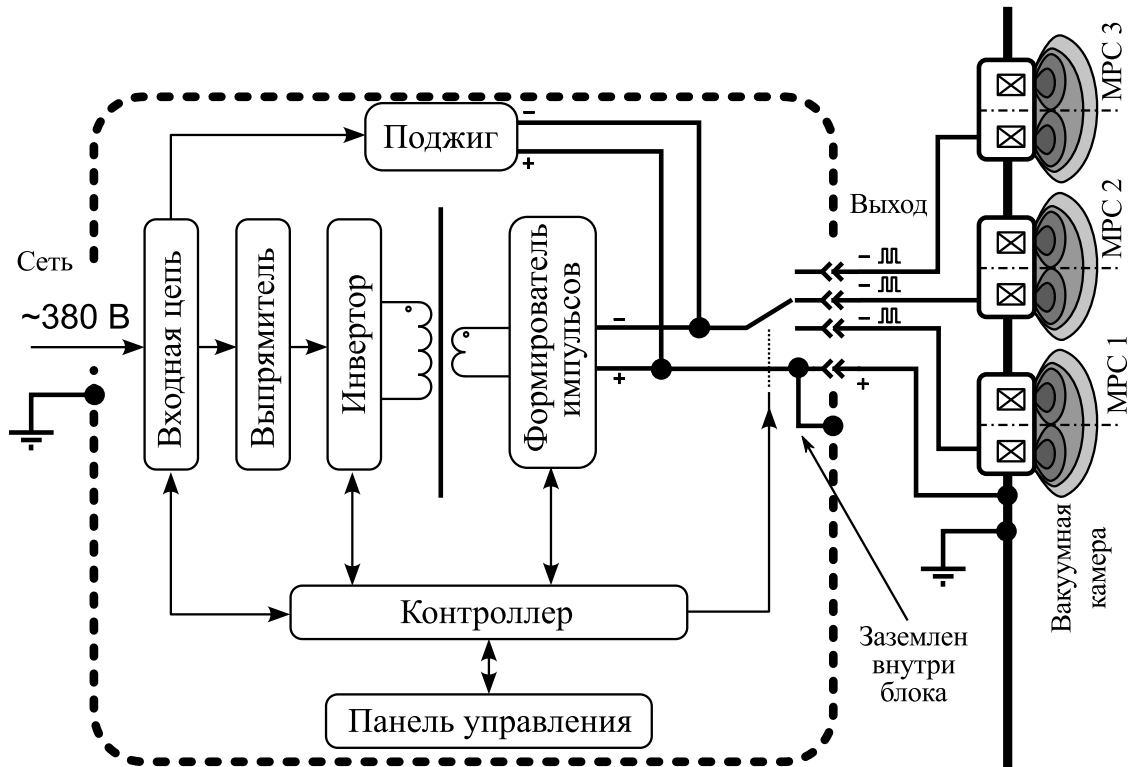 МРС 3
Поджиг
−
+
Выход
МРС 2
Сеть
~380 В
Входная цепь
Выпрямитель
Инвертор
Формирователь
импульсов
−
−
−
−
+
+
МРС 1
Контроллер
Заземлен
внутри
блока
Вакуумная
камера
Панель управления